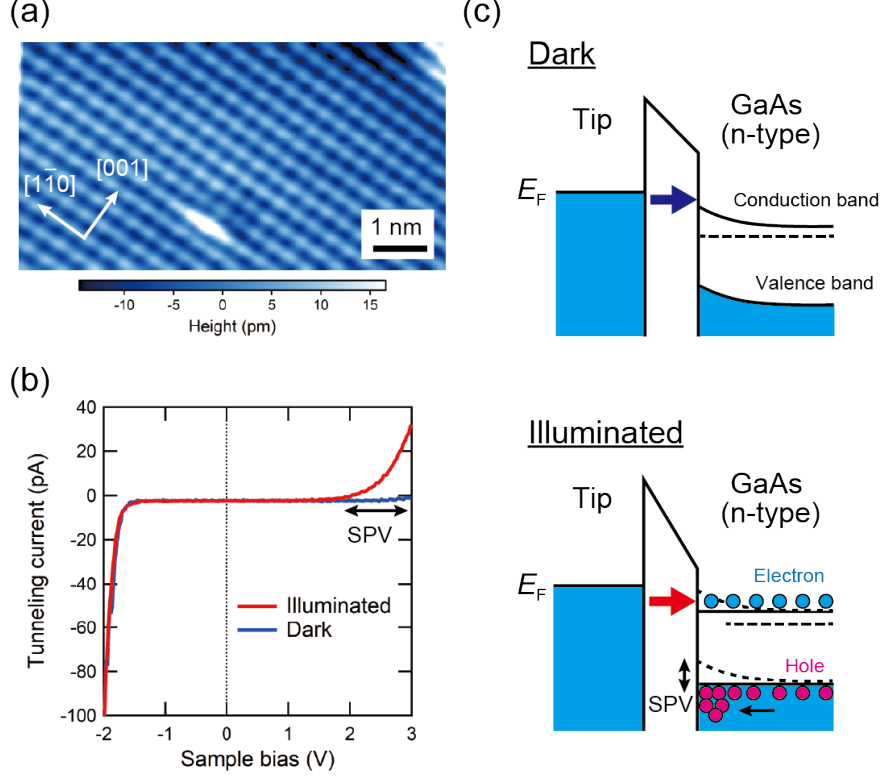 (a)
[11̄0]
[001]
1 nm
-10 -5 0 5 10 15
Height (pm)
(b)
40
20
0
-20
-40
-60
-80
-100
Tunneling current (pA)
SPV
Illuminated
Dark
-2 -1 0 1 2 3
Sample bias (V)
(c)
Dark
Tip
GaAs
(n-type)
EF
Conduction band
Valence band
Illuminated
Tip
GaAs
(n-type)
EF
Electron
Hole
SPV